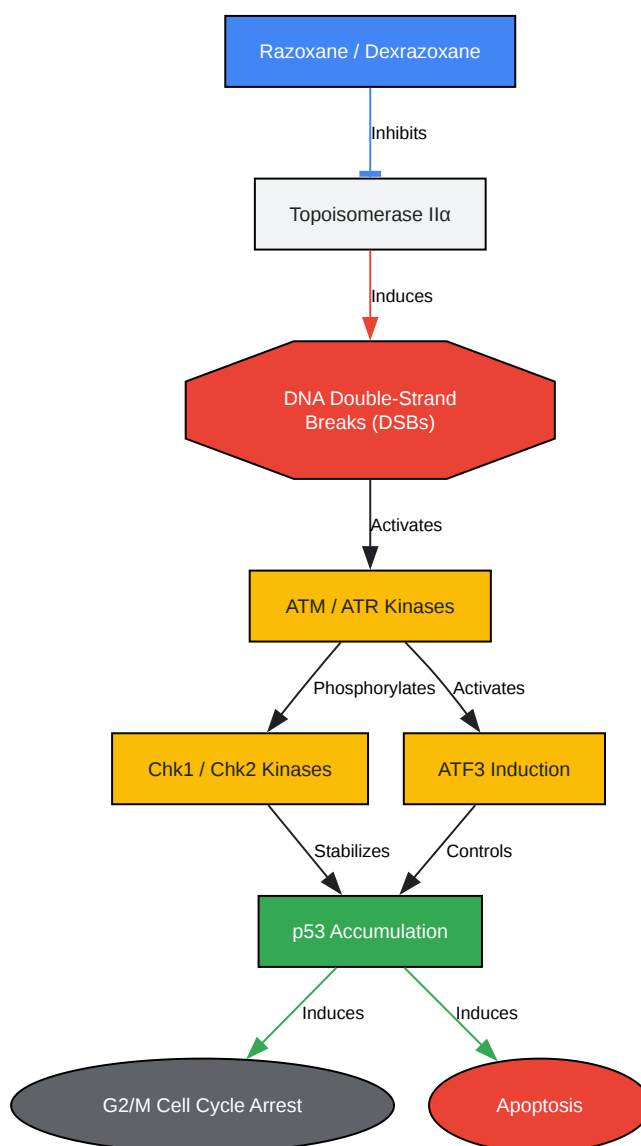 Razoxane / Dexrazoxane
Inhibits
Topoisomerase IIα
Induces
DNA Double-Strand
Breaks (DSBs)
Activates
ATM / ATR Kinases
Phosphorylates
Activates
Chk1 / Chk2 Kinases
ATF3 Induction
Stabilizes
Controls
p53 Accumulation
Induces
Induces
G2/M Cell Cycle Arrest
Apoptosis